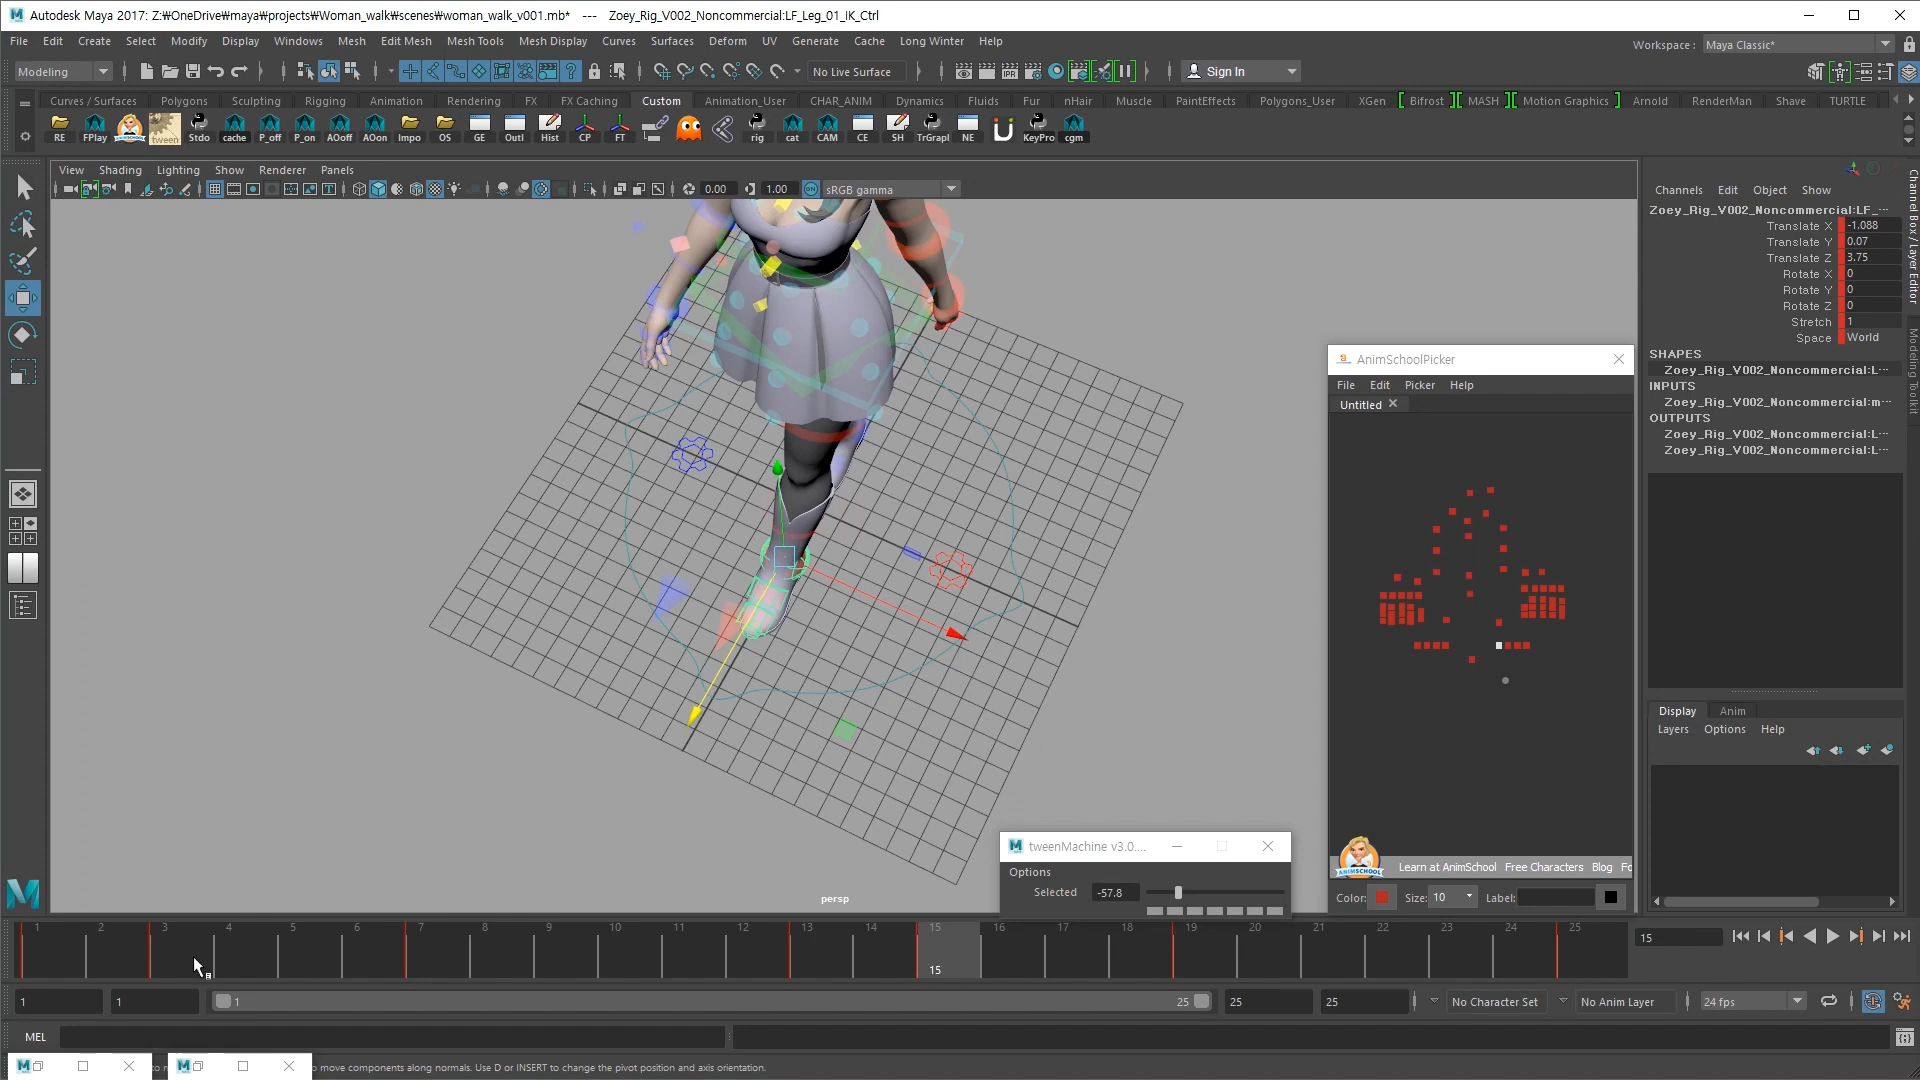 Autodesk Maya 2017: Z:₩OneDrive₩maya₩projects₩Woman_walk₩scenes₩woman_walk_v001.mb* --- Zoey_Rig_V002_Noncommercial:LF_Leg_01_IK_Ctrl
File Edit Create Select Modify Display Windows Mesh Edit Mesh Mesh Tools Mesh Display Curves Surfaces Deform UV Generate Cache Long Winter Help
Workspace : Maya Classic*
Modeling No Live Surface Sign In
Curves / Surfaces Polygons Sculpting Rigging Animation Rendering FX FX Caching Custom Animation_User CHAR_ANIM Dynamics Fluids Fur nHair Muscle PaintEffects Polygons_User XGen Bifrost MASH Motion Graphics Arnold RenderMan Shave TURTLE
RE FPlay tween Stdo cache P_off P_on AOoff AOon Impo OS GE Outl Hist CP FT rig cat CAM CE SH TrGrapl NE KeyPro cgm
View Shading Lighting Show Renderer Panels
0.00 1.00 sRGB gamma
Channels Edit Object Show
Zoey_Rig_V002_Noncommercial:LF_...
Translate X -1.088
Translate Y 0.07
Translate Z 3.75
Rotate X 0
Rotate Y 0
Rotate Z 0
Stretch 1
Space World
SHAPES
Zoey_Rig_V002_Noncommercial:L...
INPUTS
Zoey_Rig_V002_Noncommercial:m...
OUTPUTS
Zoey_Rig_V002_Noncommercial:L...
Zoey_Rig_V002_Noncommercial:L...
Channel Box / Layer Editor
Modeling Toolkit
AnimSchoolPicker
File Edit Picker Help
Untitled
ANIMSCHOOL
Learn at AnimSchool Free Characters Blog Fo
Color: Size: 10 Label:
Display Anim
Layers Options Help
tweenMachine v3.0....
Options
Selected -57.8
persp
1 2 3 4 5 6 7 8 9 10 11 12 13 14 15 16 17 18 19 20 21 22 23 24 25
15
15
1 1 1 25 25 25 No Character Set No Anim Layer 24 fps
MEL
o move components along normals. Use D or INSERT to change the pivot position and axis orientation.